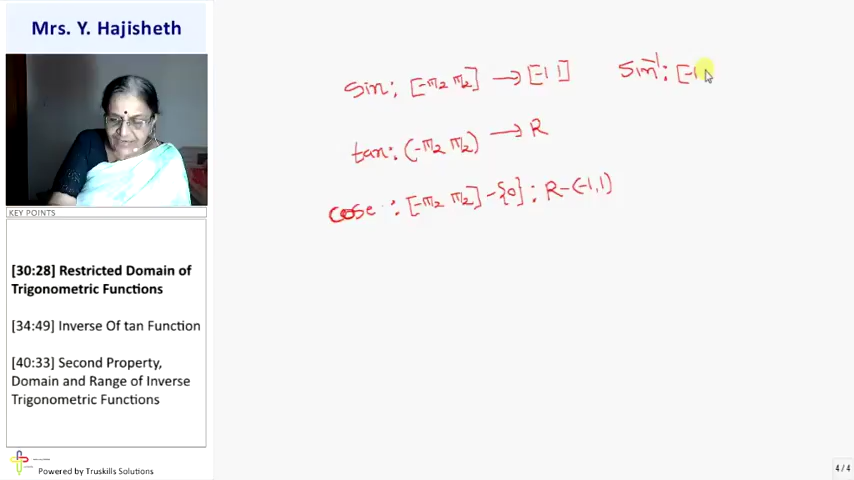 Mrs. Y. Hajisheth
KEY POINTS
[30:28] Restricted Domain of
Trigonometric Functions
[34:49] Inverse Of tan Function
[40:33] Second Property,
Domain and Range of Inverse
Trigonometric Functions
Powered by Truskills Solutions
sin: [-π/2 π/2] → [-1 1] sin⁻¹: [-1
tan: (-π/2 π/2) → R
cose : [-π/2 π/2] - {0} : R-(-1,1)
4 / 4